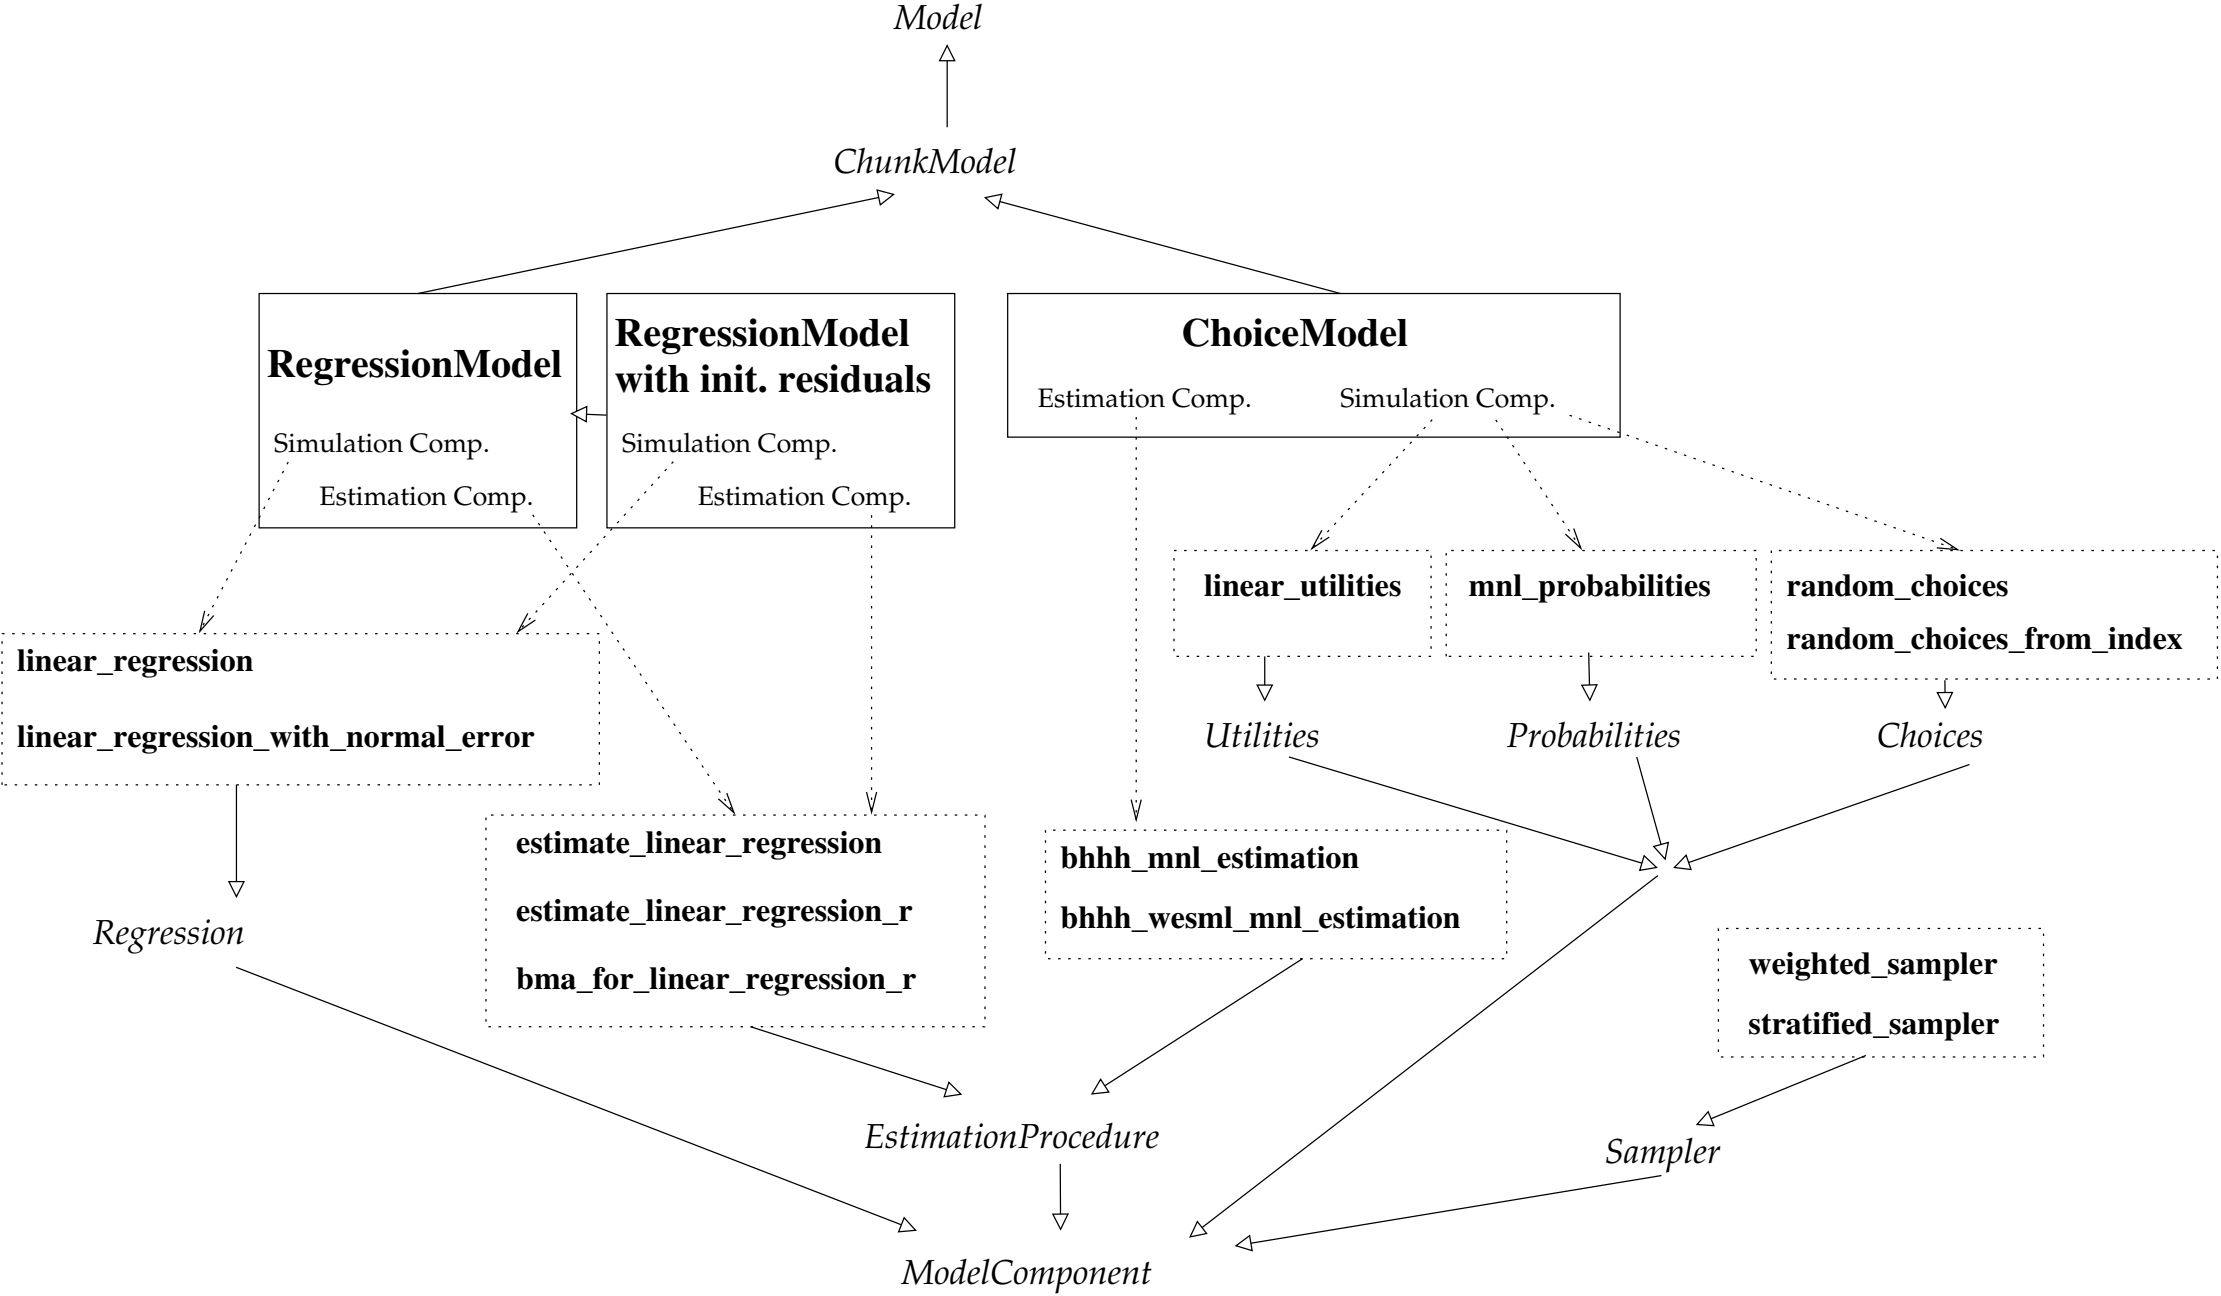 Model
ChunkModel
RegressionModel
Simulation Comp.
Estimation Comp.
RegressionModel
with init. residuals
Simulation Comp.
Estimation Comp.
ChoiceModel
Estimation Comp.
Simulation Comp.
linear_utilities
mnl_probabilities
random_choices
random_choices_from_index
linear_regression
linear_regression_with_normal_error
Utilities
Probabilities
Choices
estimate_linear_regression
estimate_linear_regression_r
bma_for_linear_regression_r
bhhh_mnl_estimation
bhhh_wesml_mnl_estimation
Regression
weighted_sampler
stratified_sampler
EstimationProcedure
Sampler
ModelComponent